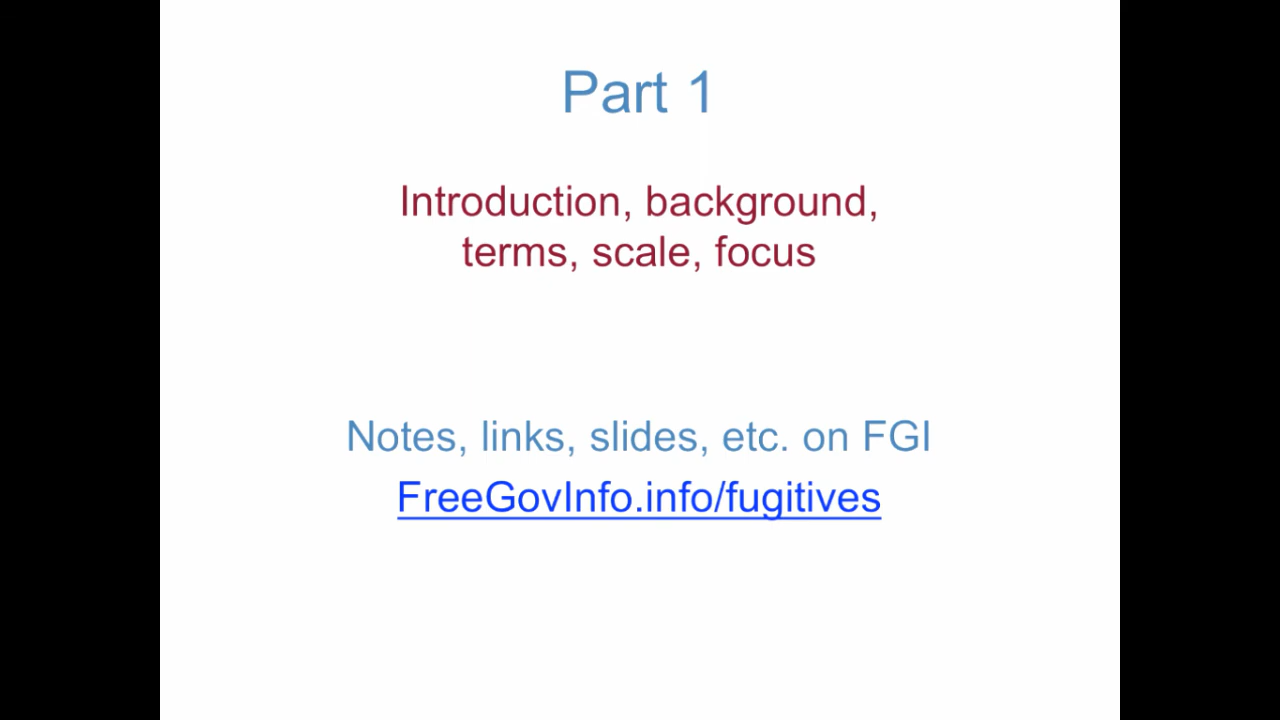 Part 1
Introduction, background,
terms, scale, focus
Notes, links, slides, etc. on FGI
FreeGovInfo.info/fugitives